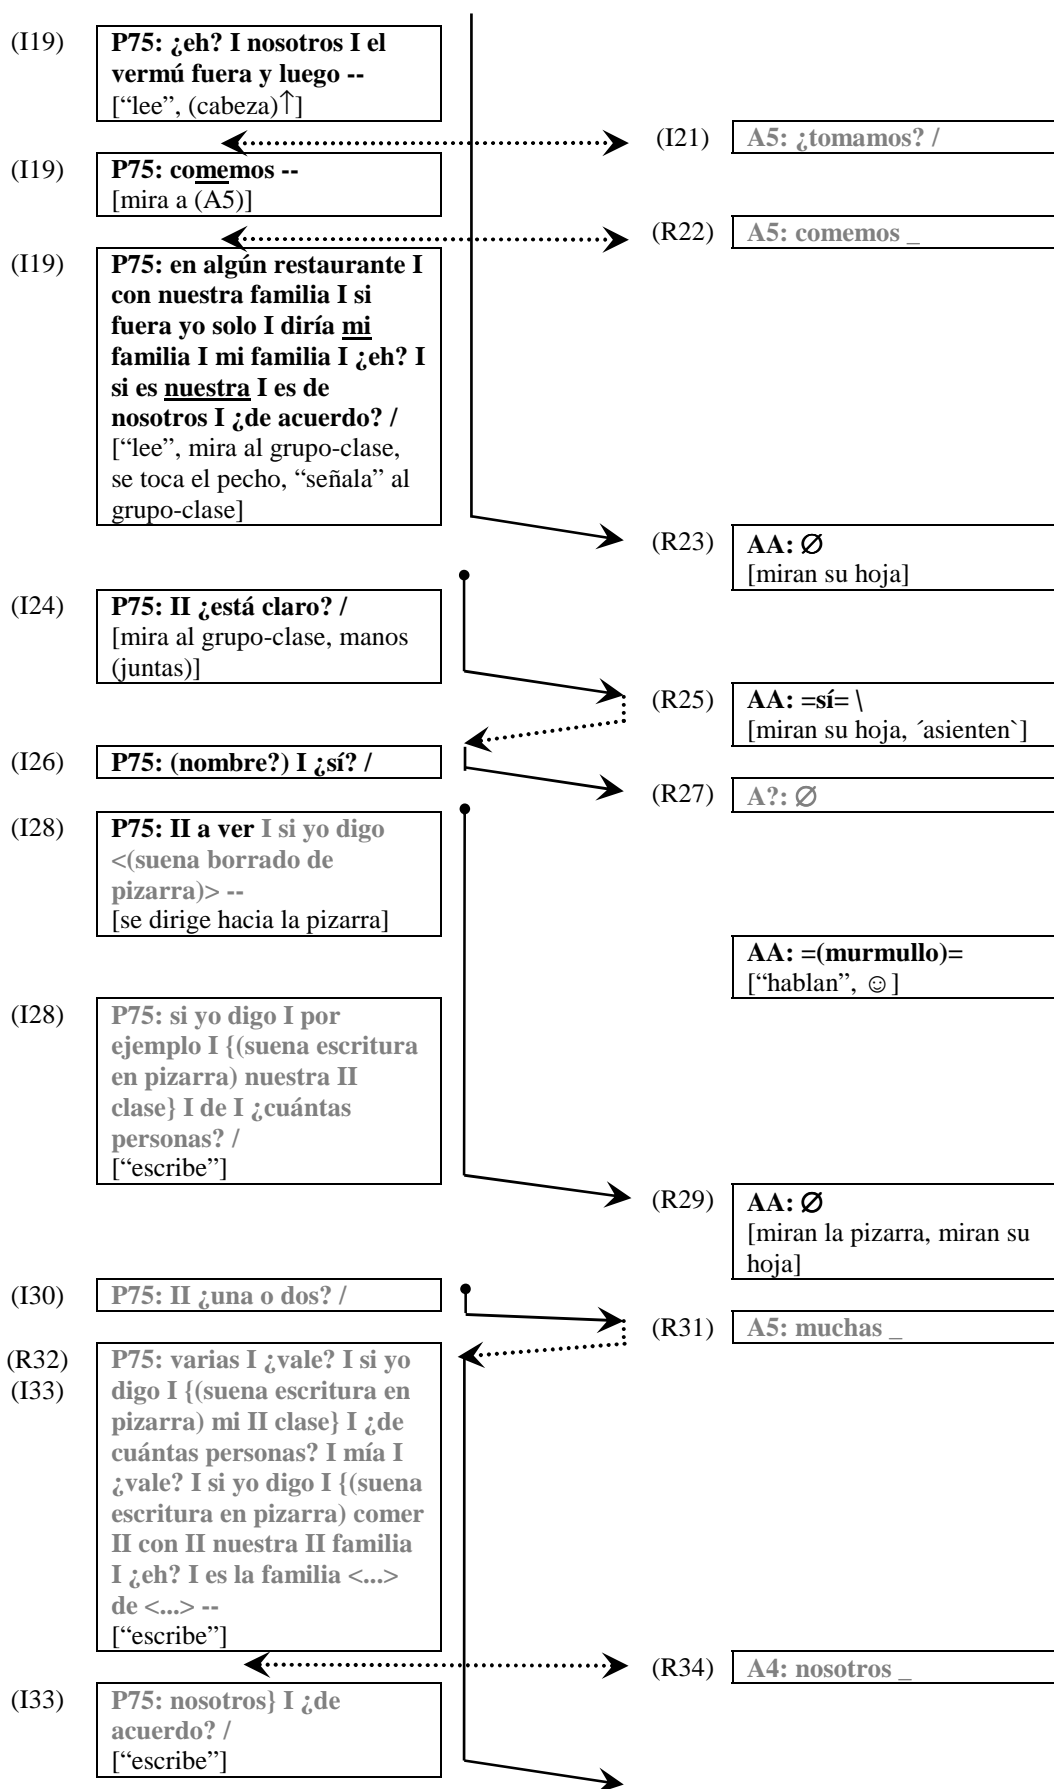 (I19) P75: ¿eh? I nosotros I el
vermú fuera y luego --
[“lee”, (cabeza)↑]
(I21) A5: ¿tomamos? /
(I19) P75: comemos --
[mira a (A5)]
(R22) A5: comemos _
(I19) P75: en algún restaurante I
con nuestra familia I si
fuera yo solo I diría mi
familia I mi familia I ¿eh? I
si es nuestra I es de
nosotros I ¿de acuerdo? /
[“lee”, mira al grupo-clase,
se toca el pecho, “señala” al
grupo-clase]
(R23) AA: Ø
[miran su hoja]
(I24) P75: II ¿está claro? /
[mira al grupo-clase, manos
(juntas)]
(R25) AA: =sí= \
[miran su hoja, ´asienten`]
(I26) P75: (nombre?) I ¿sí? /
(R27) A?: Ø
(I28) P75: II a ver I si yo digo
<(suena borrado de
pizarra)> --
[se dirige hacia la pizarra]
AA: =(murmullo)=
[“hablan”, ☺]
(I28) P75: si yo digo I por
ejemplo I {(suena escritura
en pizarra) nuestra II
clase} I de I ¿cuántas
personas? /
[“escribe”]
(R29) AA: Ø
[miran la pizarra, miran su
hoja]
(I30) P75: II ¿una o dos? /
(R31) A5: muchas _
(R32) P75: varias I ¿vale? I si yo
(I33) digo I {(suena escritura en
pizarra) mi II clase} I ¿de
cuántas personas? I mía I
¿vale? I si yo digo I {(suena
escritura en pizarra) comer
II con II nuestra II familia
I ¿eh? I es la familia <...>
de <...> --
[“escribe”]
(R34) A4: nosotros _
(I33) P75: nosotros} I ¿de
acuerdo? /
[“escribe”]